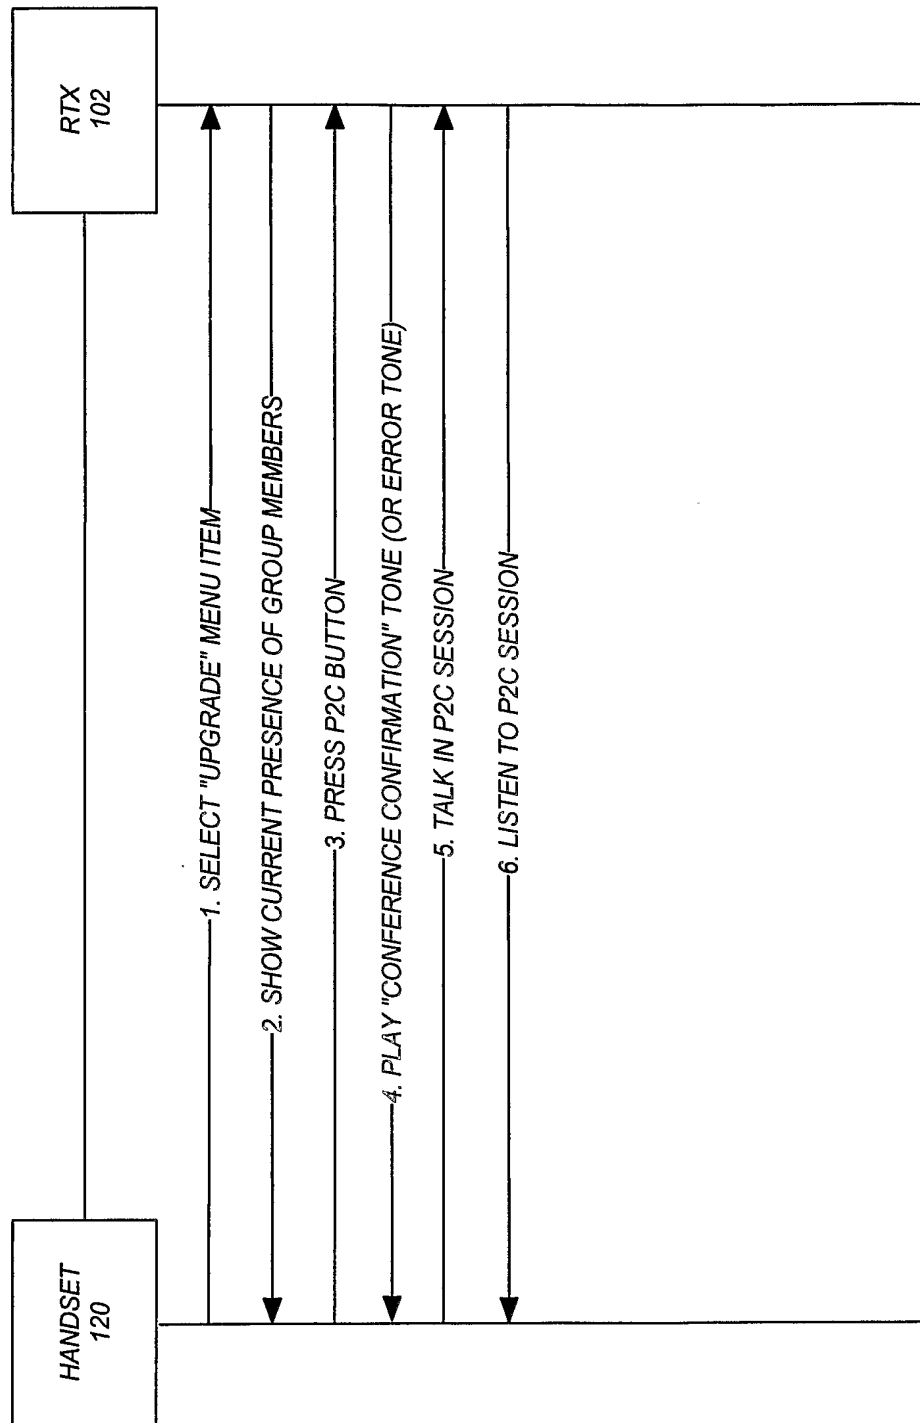 HANDSET
120
RTX
102
1. SELECT "UPGRADE" MENU ITEM
2. SHOW CURRENT PRESENCE OF GROUP MEMBERS
3. PRESS P2C BUTTON
4. PLAY "CONFERENCE CONFIRMATION" TONE (OR ERROR TONE)
5. TALK IN P2C SESSION
6. LISTEN TO P2C SESSION